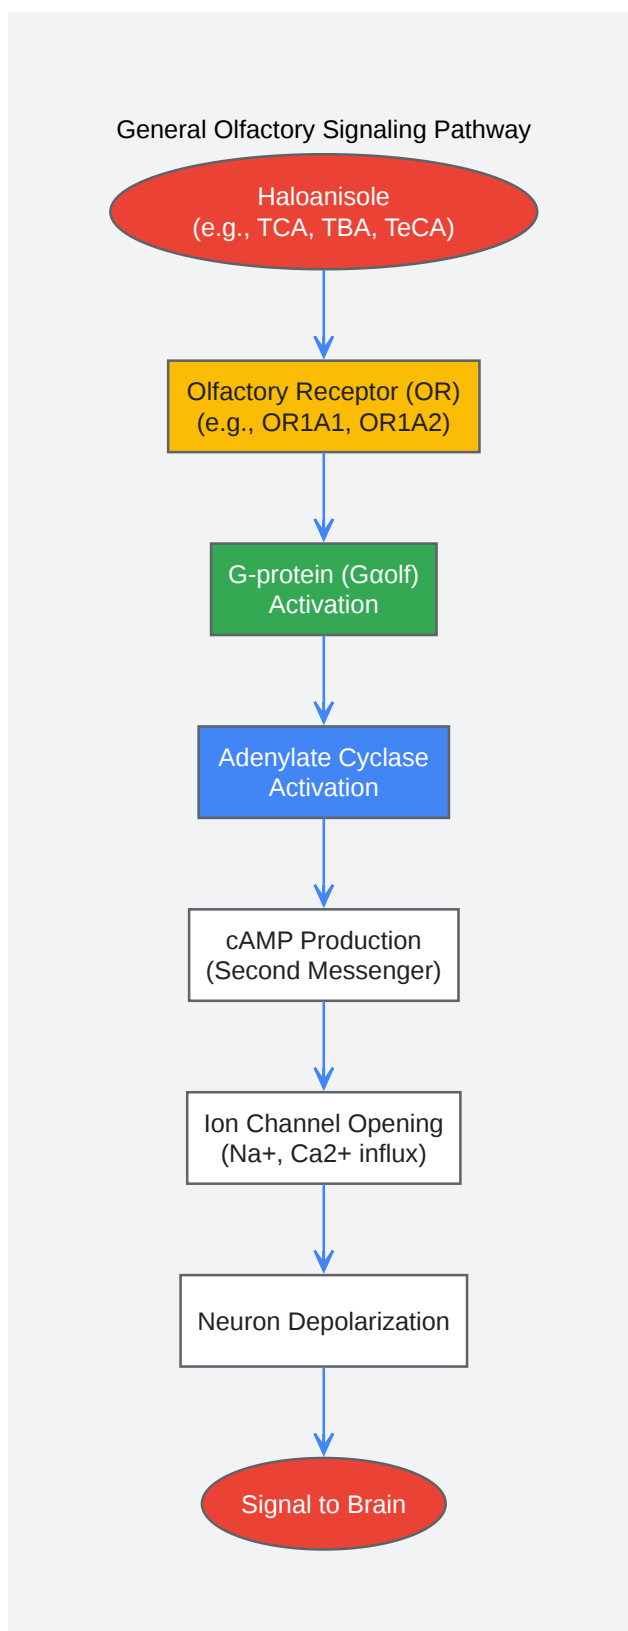 General Olfactory Signaling Pathway
Haloanisole
(e.g., TCA, TBA, TeCA)
Olfactory Receptor (OR)
(e.g., OR1A1, OR1A2)
G-protein (Gαolf)
Activation
Adenylate Cyclase
Activation
cAMP Production
(Second Messenger)
Ion Channel Opening
(Na+, Ca2+ influx)
Neuron Depolarization
Signal to Brain